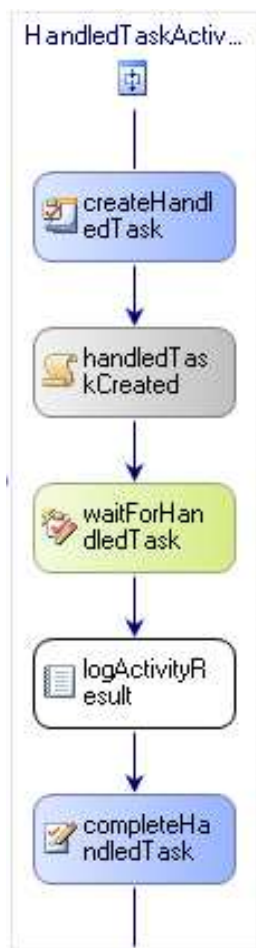 HandledTaskActiv...
createHandl
edTask
handledTas
kCreated
waitForHan
dledTask
logActivityR
esult
completeHa
ndledTask